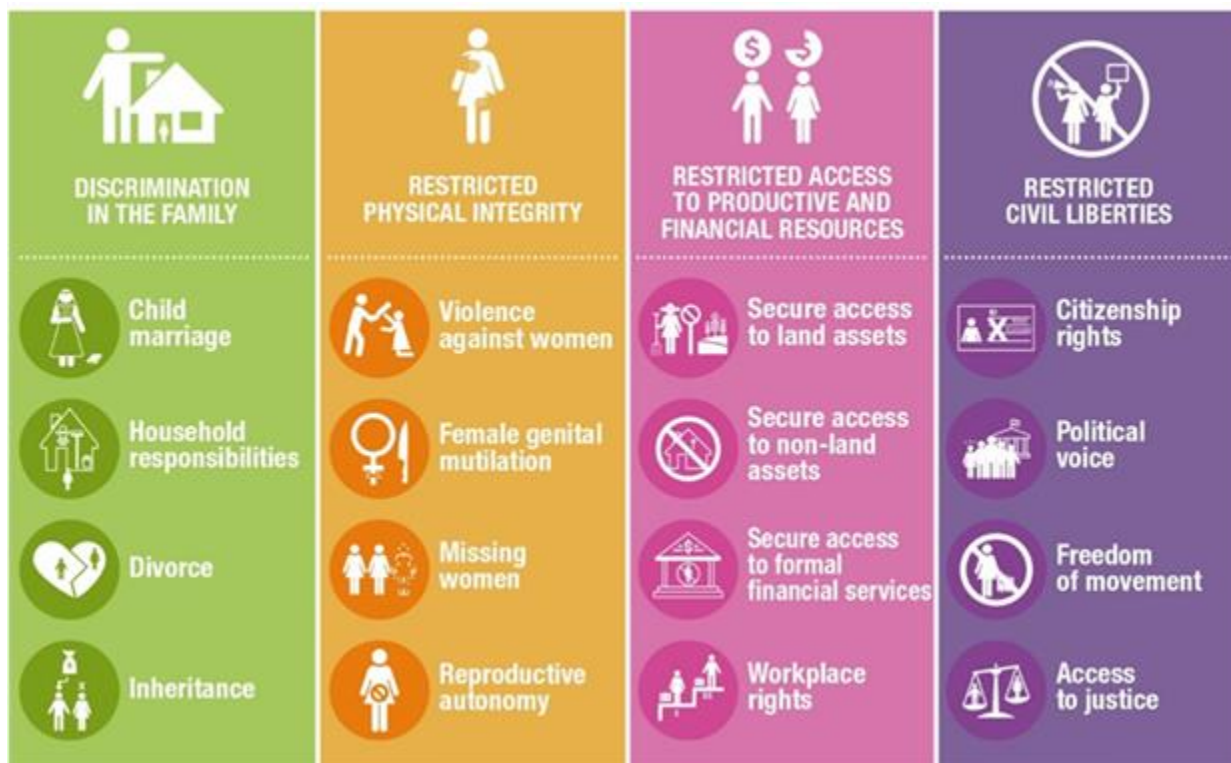 DISCRIMINATION
IN THE FAMILY
Child
marriage
Household
responsibilities
Divorce
Inheritance
RESTRICTED
PHYSICAL INTEGRITY
Violence
against women
Female genital
mutilation
Missing
women
Reproductive
autonomy
$ $
RESTRICTED ACCESS
TO PRODUCTIVE AND
FINANCIAL RESOURCES
Secure access
to land assets
Secure access
to non-land
assets
$
Secure access
to formal
financial services
Workplace
rights
RESTRICTED
CIVIL LIBERTIES
X
Citizenship
rights
Political
voice
Freedom
of movement
Access
to justice